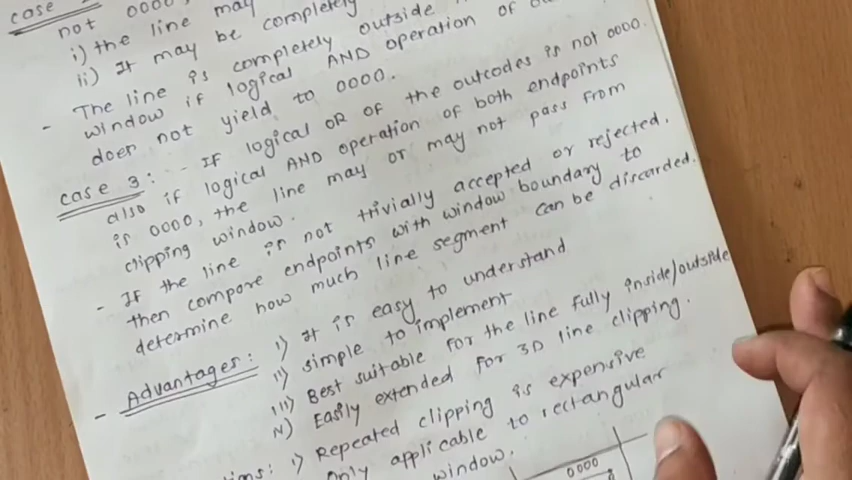 case
not 0000,
i) the line may
ii) It may be completely
- The line is completely outside
window if logical AND operation of
does not yield to 0000.
case 3: - If logical OR of the outcodes is not 0000.
also if logical AND operation of both endpoints
is 0000, the line may or may not pass from
clipping window.
- If the line is not trivially accepted or rejected,
then compare endpoints with window boundary to
determine how much line segment can be discarded.
- Advantages: i) It is easy to understand
ii) simple to implement
iii) Best suitable for the line fully inside/outside
iv) Easily extended for 3D line clipping.
i) Repeated clipping is expensive
Only applicable to rectangular
window.
0000